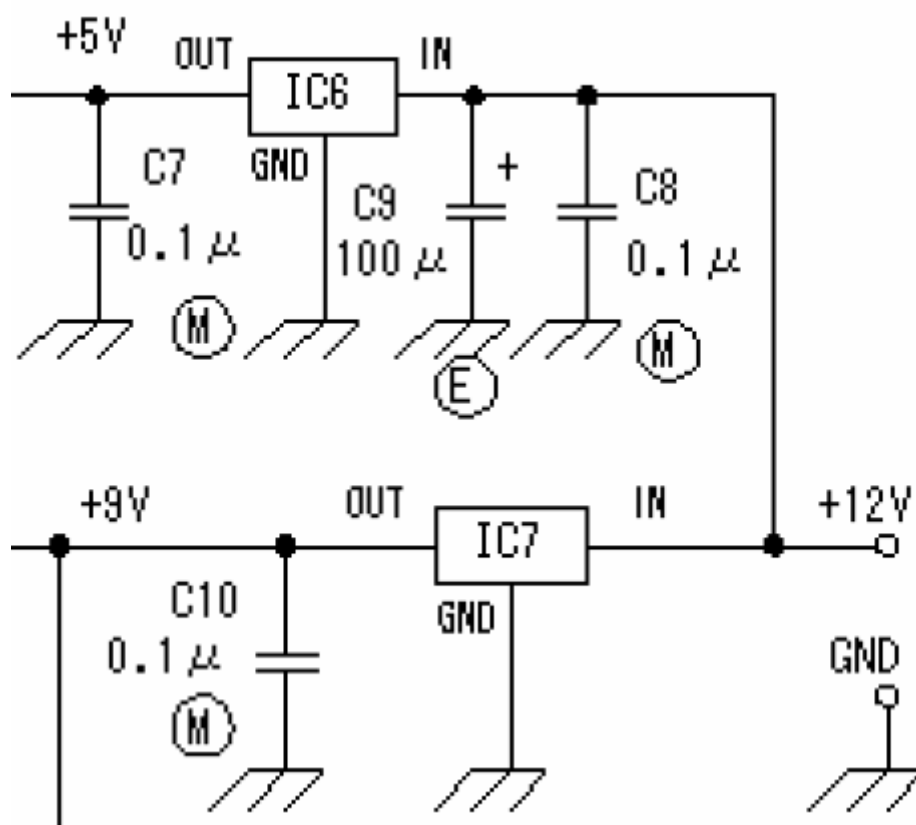 +5V
OUT
IC6
IN
GND
C7
0.1μ
M
C9
100μ
+
E
C8
0.1μ
M
+9V
OUT
IC7
IN
+12V
GND
C10
0.1μ
M
GND